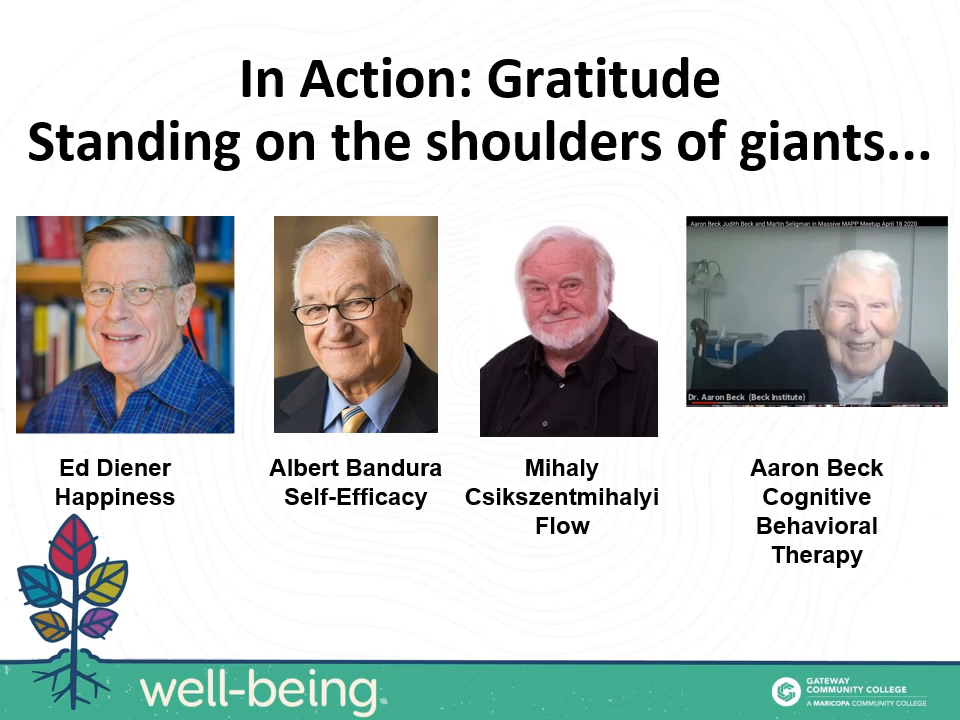 In Action: Gratitude
Standing on the shoulders of giants...
Aaron Beck Judith Beck and Martin Seligman in Massive MAPP Meetup April 18 2020
Dr. Aaron Beck (Beck Institute)
Ed Diener
Happiness
Albert Bandura
Self-Efficacy
Mihaly
Csikszentmihalyi
Flow
Aaron Beck
Cognitive
Behavioral
Therapy
well-being
GATEWAY
COMMUNITY COLLEGE
A MARICOPA COMMUNITY COLLEGE